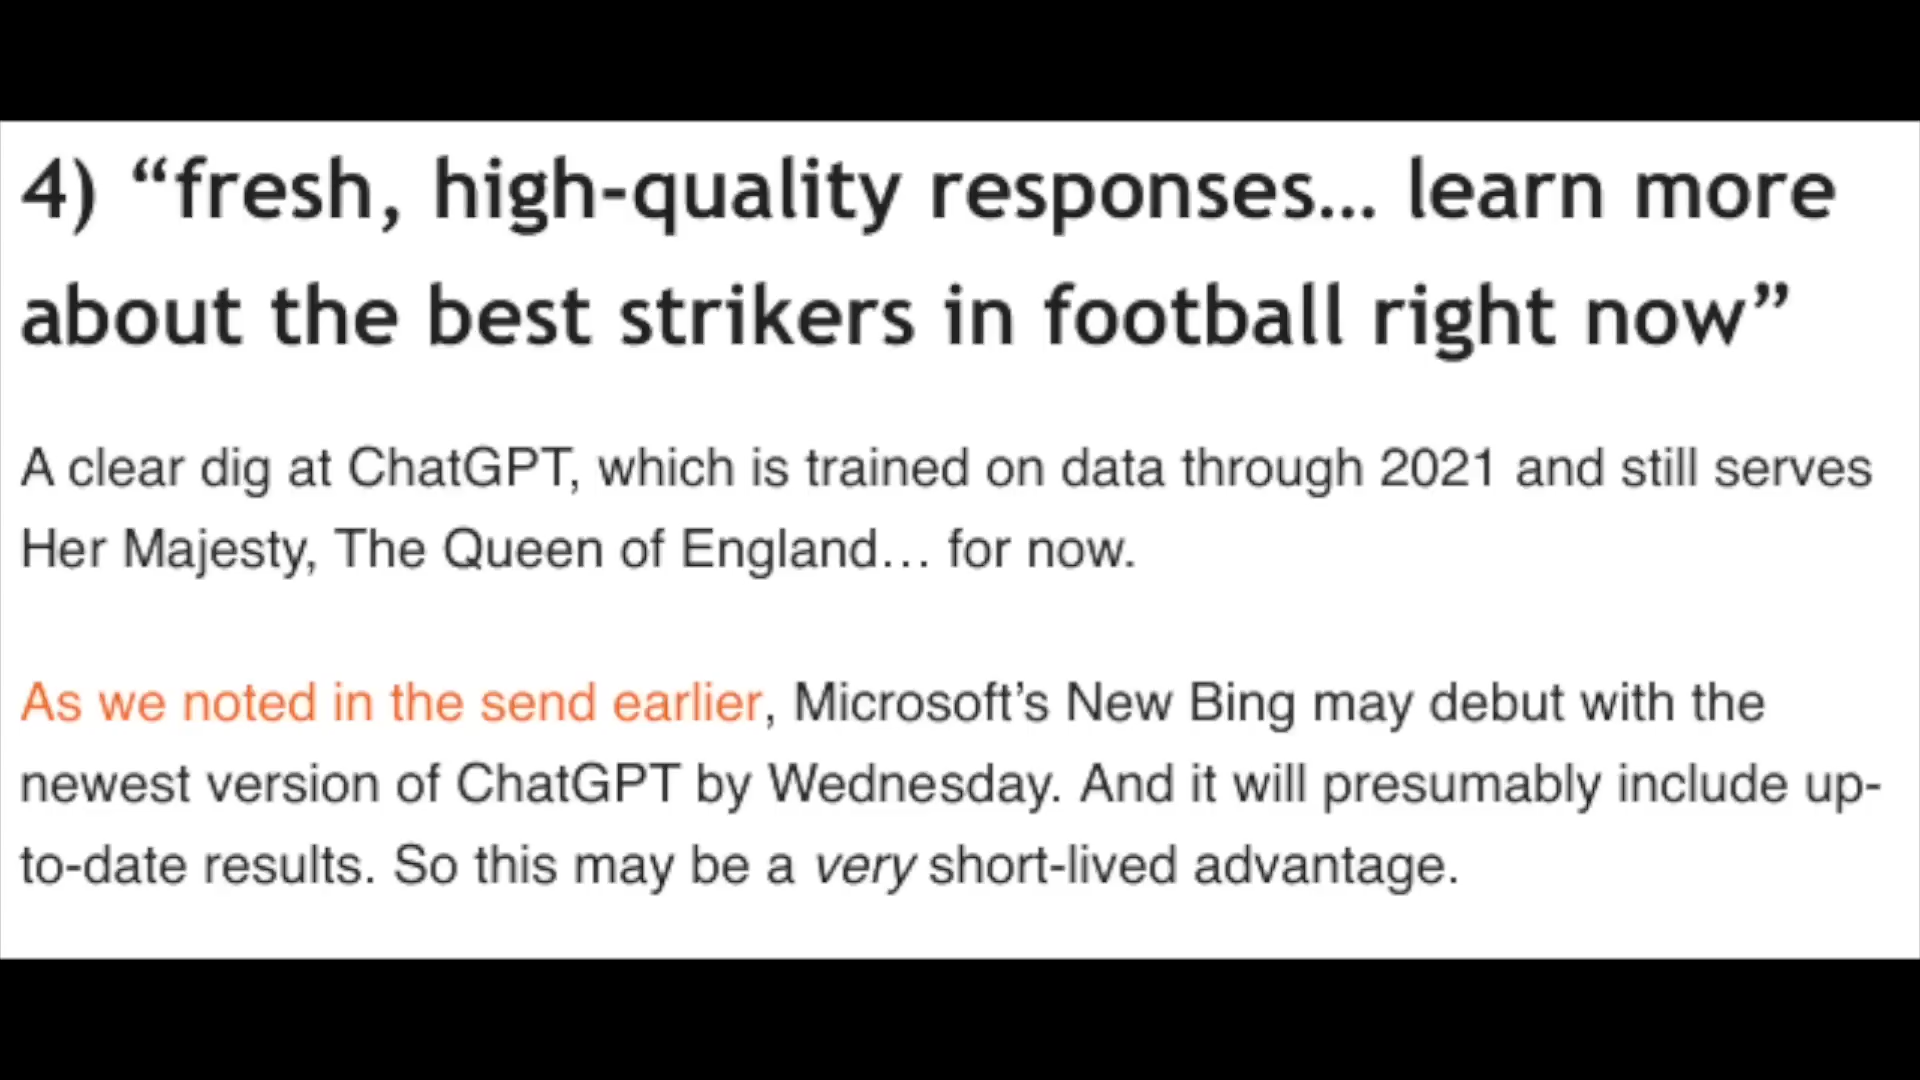 4) “fresh, high-quality responses… learn more
about the best strikers in football right now”
A clear dig at ChatGPT, which is trained on data through 2021 and still serves
Her Majesty, The Queen of England… for now.
As we noted in the send earlier, Microsoft’s New Bing may debut with the
newest version of ChatGPT by Wednesday. And it will presumably include up-
to-date results. So this may be a very short-lived advantage.